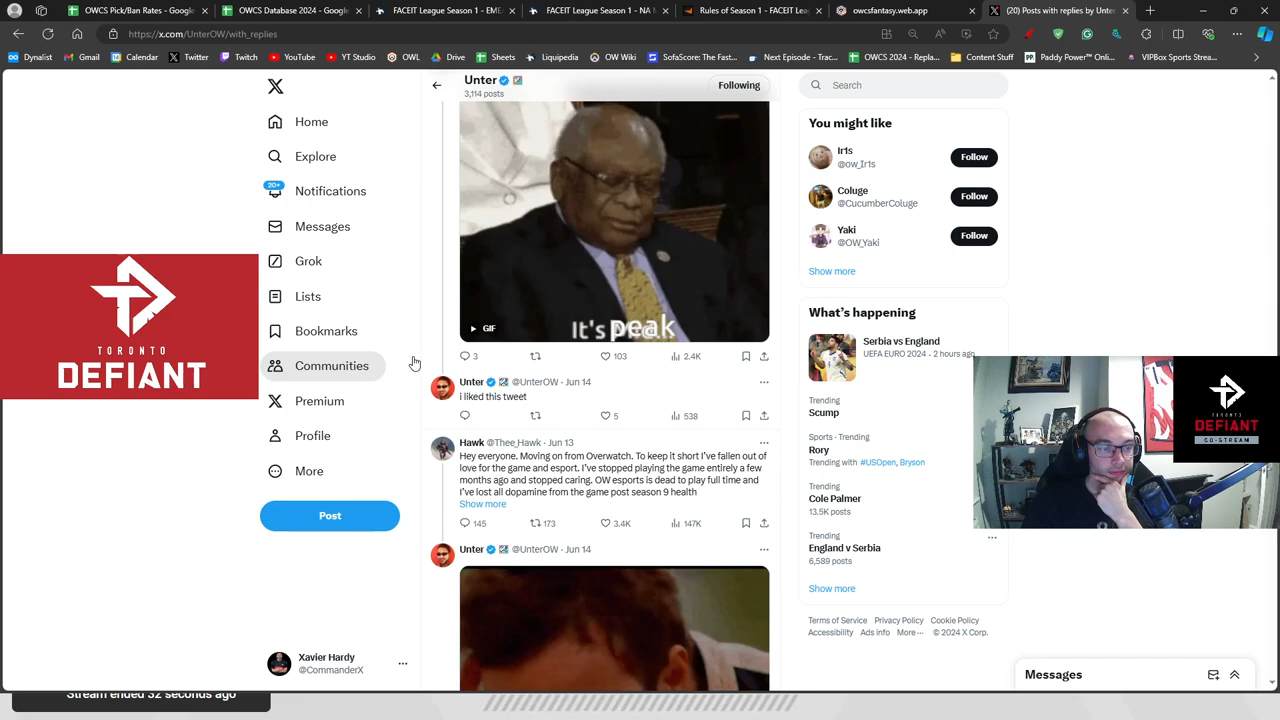 OWCS Pick/Ban Rates - Google
OWCS Database 2024 - Google
FACEIT League Season 1 - EME
FACEIT League Season 1 - NA M
Rules of Season 1 - FACEIT Lea
owcsfantasy.web.app
(20) Posts with replies by Unter
https://x.com/UnterOW/with_replies
Dynalist
Gmail
Calendar
Twitter
Twitch
YouTube
YT Studio
OWL
Drive
Sheets
Liquipedia
OW Wiki
SofaScore: The Fast...
Next Episode - Trac...
OWCS 2024 - Repla...
Content Stuff
Paddy Power™ Onli...
VIPBox Sports Strea...
Home
Explore
20+
Notifications
Messages
Grok
Lists
Bookmarks
Communities
Premium
Profile
More
Post
Xavier Hardy
@CommanderX
Stream ended 32 seconds ago
TORONTO
DEFIANT
Unter
3,114 posts
Following
GIF
It's peak
3
103
2.4K
Unter @UnterOW · Jun 14
i liked this tweet
5
538
Hawk @Thee_Hawk · Jun 13
Hey everyone. Moving on from Overwatch. To keep it short I've fallen out of
love for the game and esport. I've stopped playing the game entirely a few
months ago and stopped caring. OW esports is dead to play full time and
I've lost all dopamine from the game post season 9 health
Show more
145
173
3.4K
147K
Unter @UnterOW · Jun 14
Search
You might like
Ir1s
@ow_Ir1s
Follow
Coluge
@CucumberColuge
Follow
Yaki
@OW_Yaki
Follow
Show more
What's happening
Serbia vs England
UEFA EURO 2024 · 2 hours ago
Trending
Scump
Sports · Trending
Rory
Trending with #USOpen, Bryson
Trending
Cole Palmer
13.5K posts
Trending
England v Serbia
6,589 posts
Show more
Terms of Service Privacy Policy Cookie Policy
Accessibility Ads info More ··· © 2024 X Corp.
TORONTO
DEFIANT
CO-STREAM
Messages